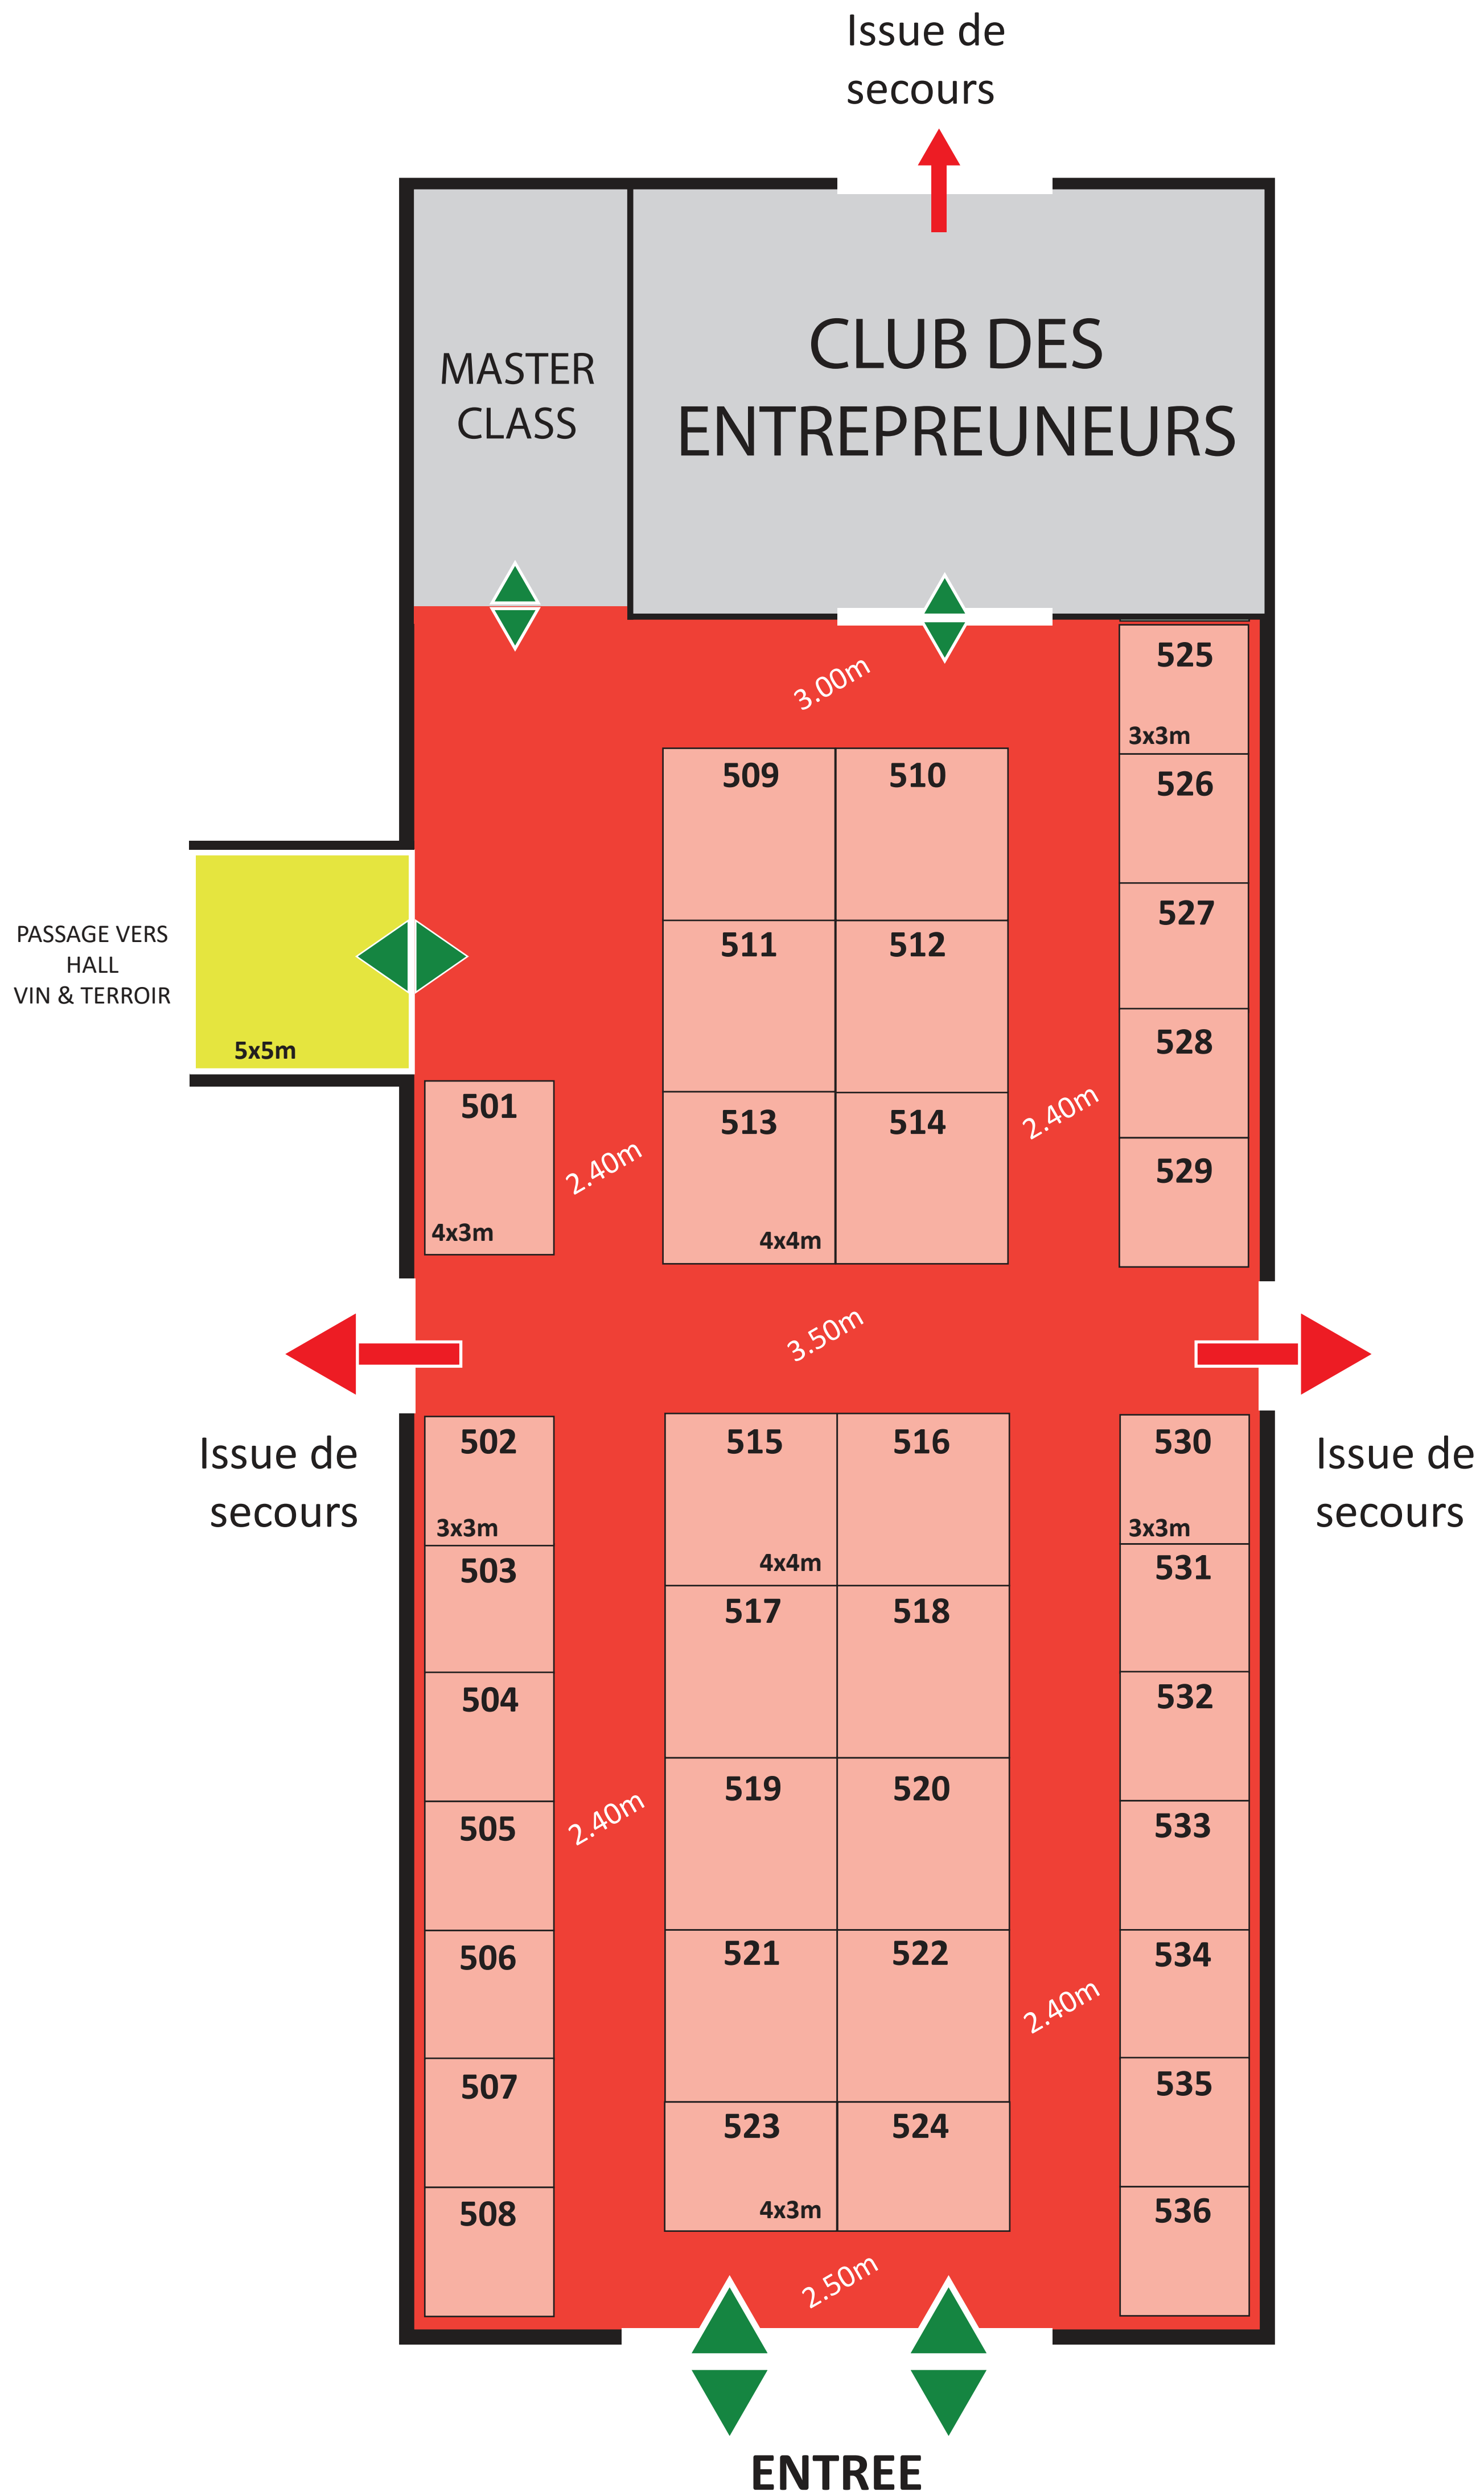 Issue de
secours
MASTER
CLASS
CLUB DES
ENTREPREUNEURS
3.00m
525
3x3m
509
510
526
511
512
527
PASSAGE VERS
HALL
VIN & TERROIR
5x5m
528
501
4x3m
2.40m
513
4x4m
514
2.40m
529
3.50m
Issue de
secours
Issue de
secours
502
3x3m
515
4x4m
516
530
3x3m
503
517
518
531
504
532
519
520
2.40m
505
533
506
521
522
534
2.40m
507
523
4x3m
524
535
508
536
2.50m
ENTREE